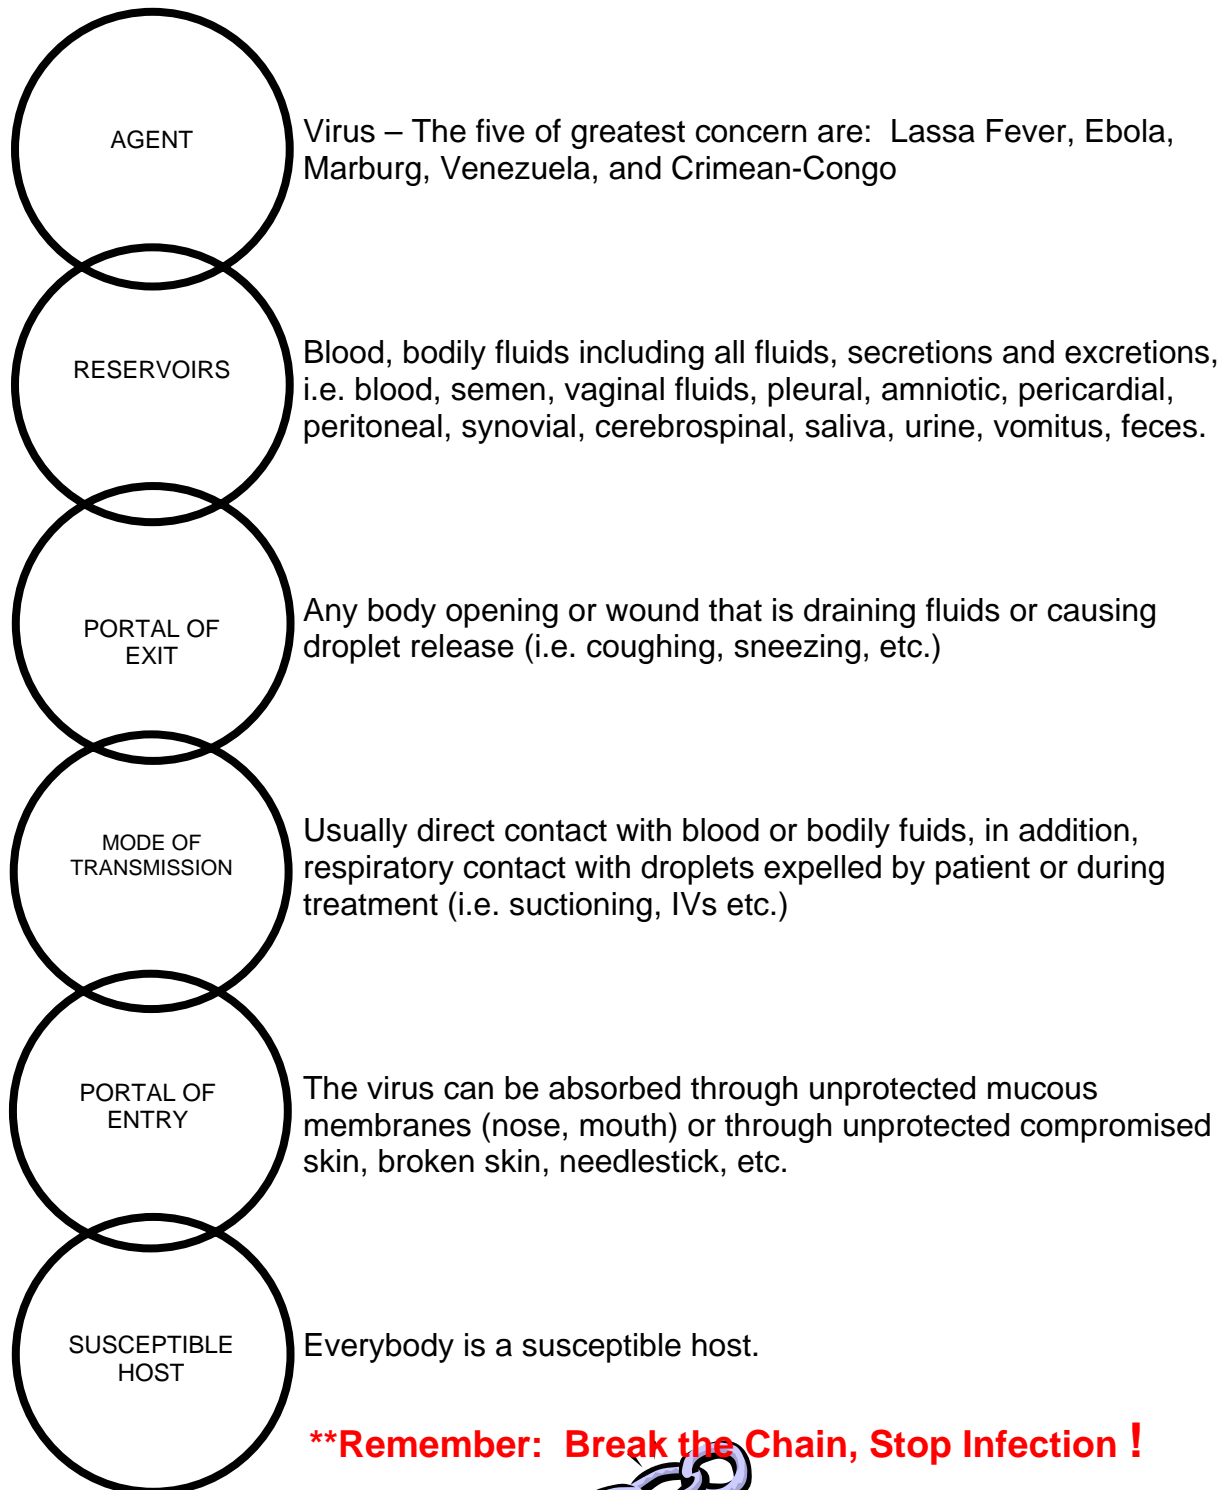 AGENT
Virus – The five of greatest concern are:  Lassa Fever, Ebola,
Marburg, Venezuela, and Crimean-Congo
RESERVOIRS
Blood, bodily fluids including all fluids, secretions and excretions,
i.e. blood, semen, vaginal fluids, pleural, amniotic, pericardial,
peritoneal, synovial, cerebrospinal, saliva, urine, vomitus, feces.
PORTAL OF
EXIT
Any body opening or wound that is draining fluids or causing
droplet release (i.e. coughing, sneezing, etc.)
MODE OF
TRANSMISSION
Usually direct contact with blood or bodily fuids, in addition,
respiratory contact with droplets expelled by patient or during
treatment (i.e. suctioning, IVs etc.)
PORTAL OF
ENTRY
The virus can be absorbed through unprotected mucous
membranes (nose, mouth) or through unprotected compromised
skin, broken skin, needlestick, etc.
SUSCEPTIBLE
HOST
Everybody is a susceptible host.
**Remember:  Break the Chain, Stop Infection !